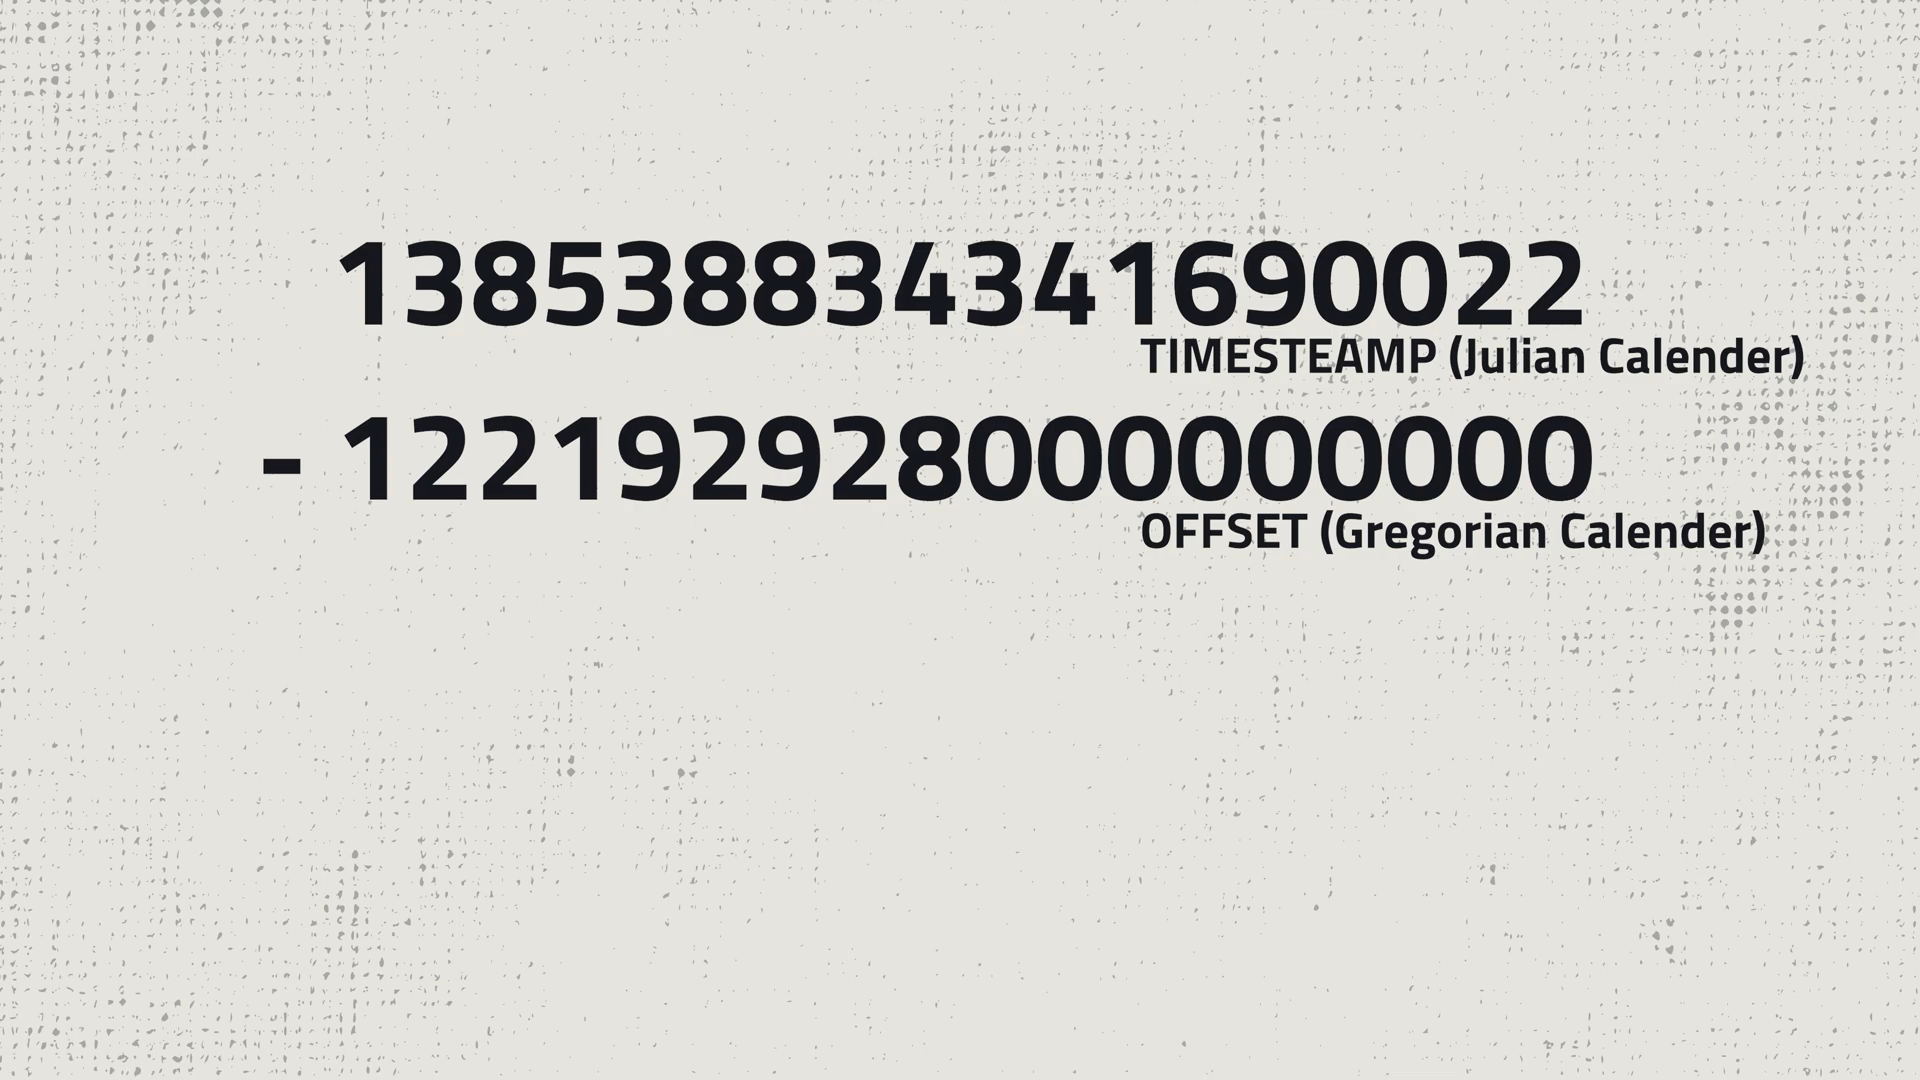 138538834341690022
TIMESTEAMP (Julian Calender)
- 122192928000000000
OFFSET (Gregorian Calender)